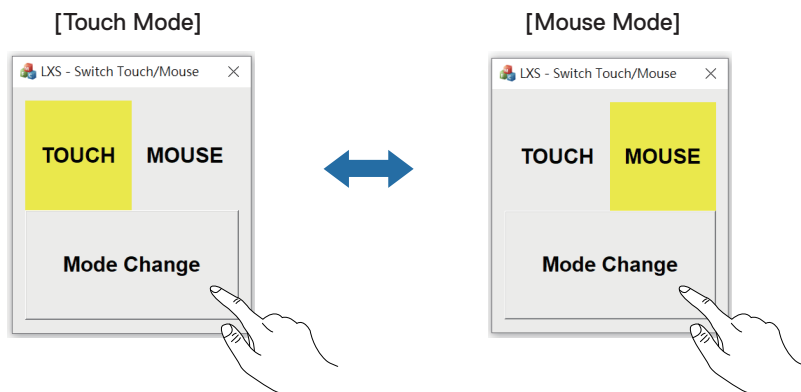 [Touch Mode]
[Mouse Mode]
LXS - Switch Touch/Mouse
TOUCH MOUSE
Mode Change
LXS - Switch Touch/Mouse
TOUCH MOUSE
Mode Change